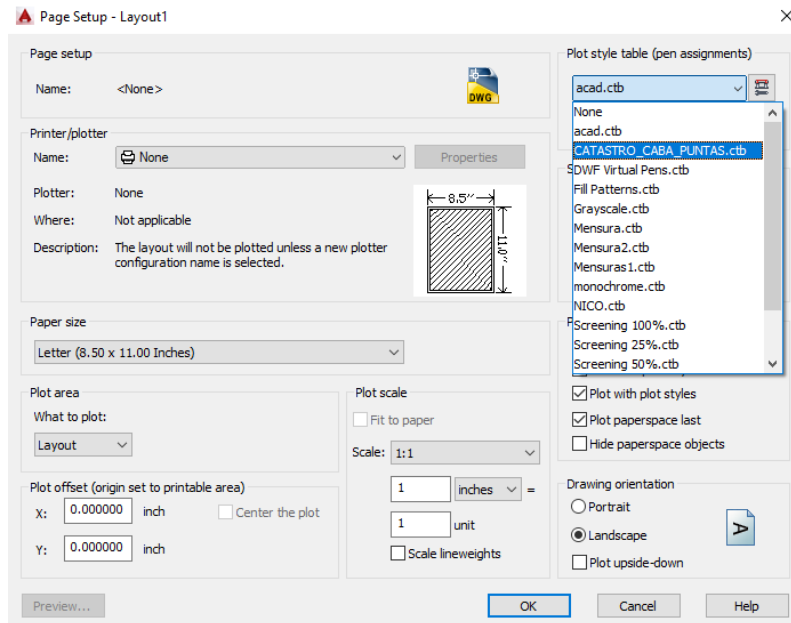 Page Setup - Layout1
Page setup
Name: <None>
DWG
Printer/plotter
Name: None
Properties
Plotter: None
Where: Not applicable
Description: The layout will not be plotted unless a new plotter
configuration name is selected.
8.5″
11.0″
Paper size
Letter (8.50 x 11.00 Inches)
Plot area
What to plot:
Layout
Plot offset (origin set to printable area)
X: 0.000000 inch
Center the plot
Y: 0.000000 inch
Plot scale
Fit to paper
Scale: 1:1
1 inches =
1 unit
Scale lineweights
Plot style table (pen assignments)
acad.ctb
None
acad.ctb
CATASTRO_CABA_PUNTAS.ctb
DWF Virtual Pens.ctb
Fill Patterns.ctb
Grayscale.ctb
Mensura.ctb
Mensura2.ctb
Mensuras1.ctb
monochrome.ctb
NICO.ctb
Screening 100%.ctb
Screening 25%.ctb
Screening 50%.ctb
Plot with plot styles
Plot paperspace last
Hide paperspace objects
Drawing orientation
Portrait
Landscape
A
Plot upside-down
Preview...
OK
Cancel
Help